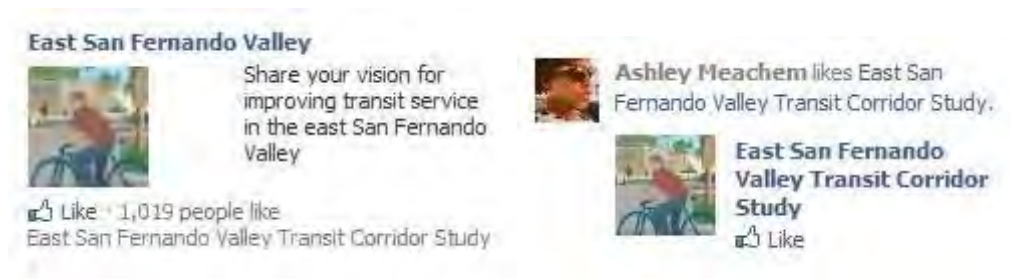 East San Fernando Valley
Share your vision for
improving transit service
in the east San Fernando
Valley
Like · 1,019 people like
East San Fernando Valley Transit Corridor Study
Ashley Meachem likes East San
Fernando Valley Transit Corridor Study.
East San Fernando
Valley Transit Corridor
Study
Like